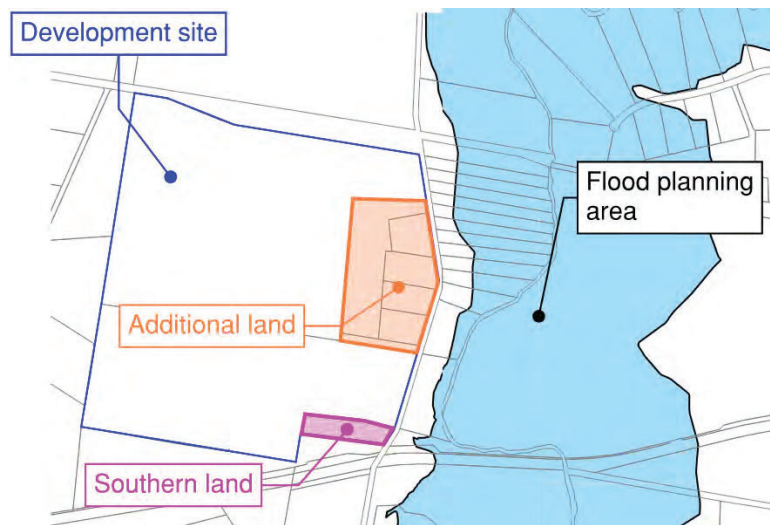 Development site
Flood planning
area
Additional land
Southern land